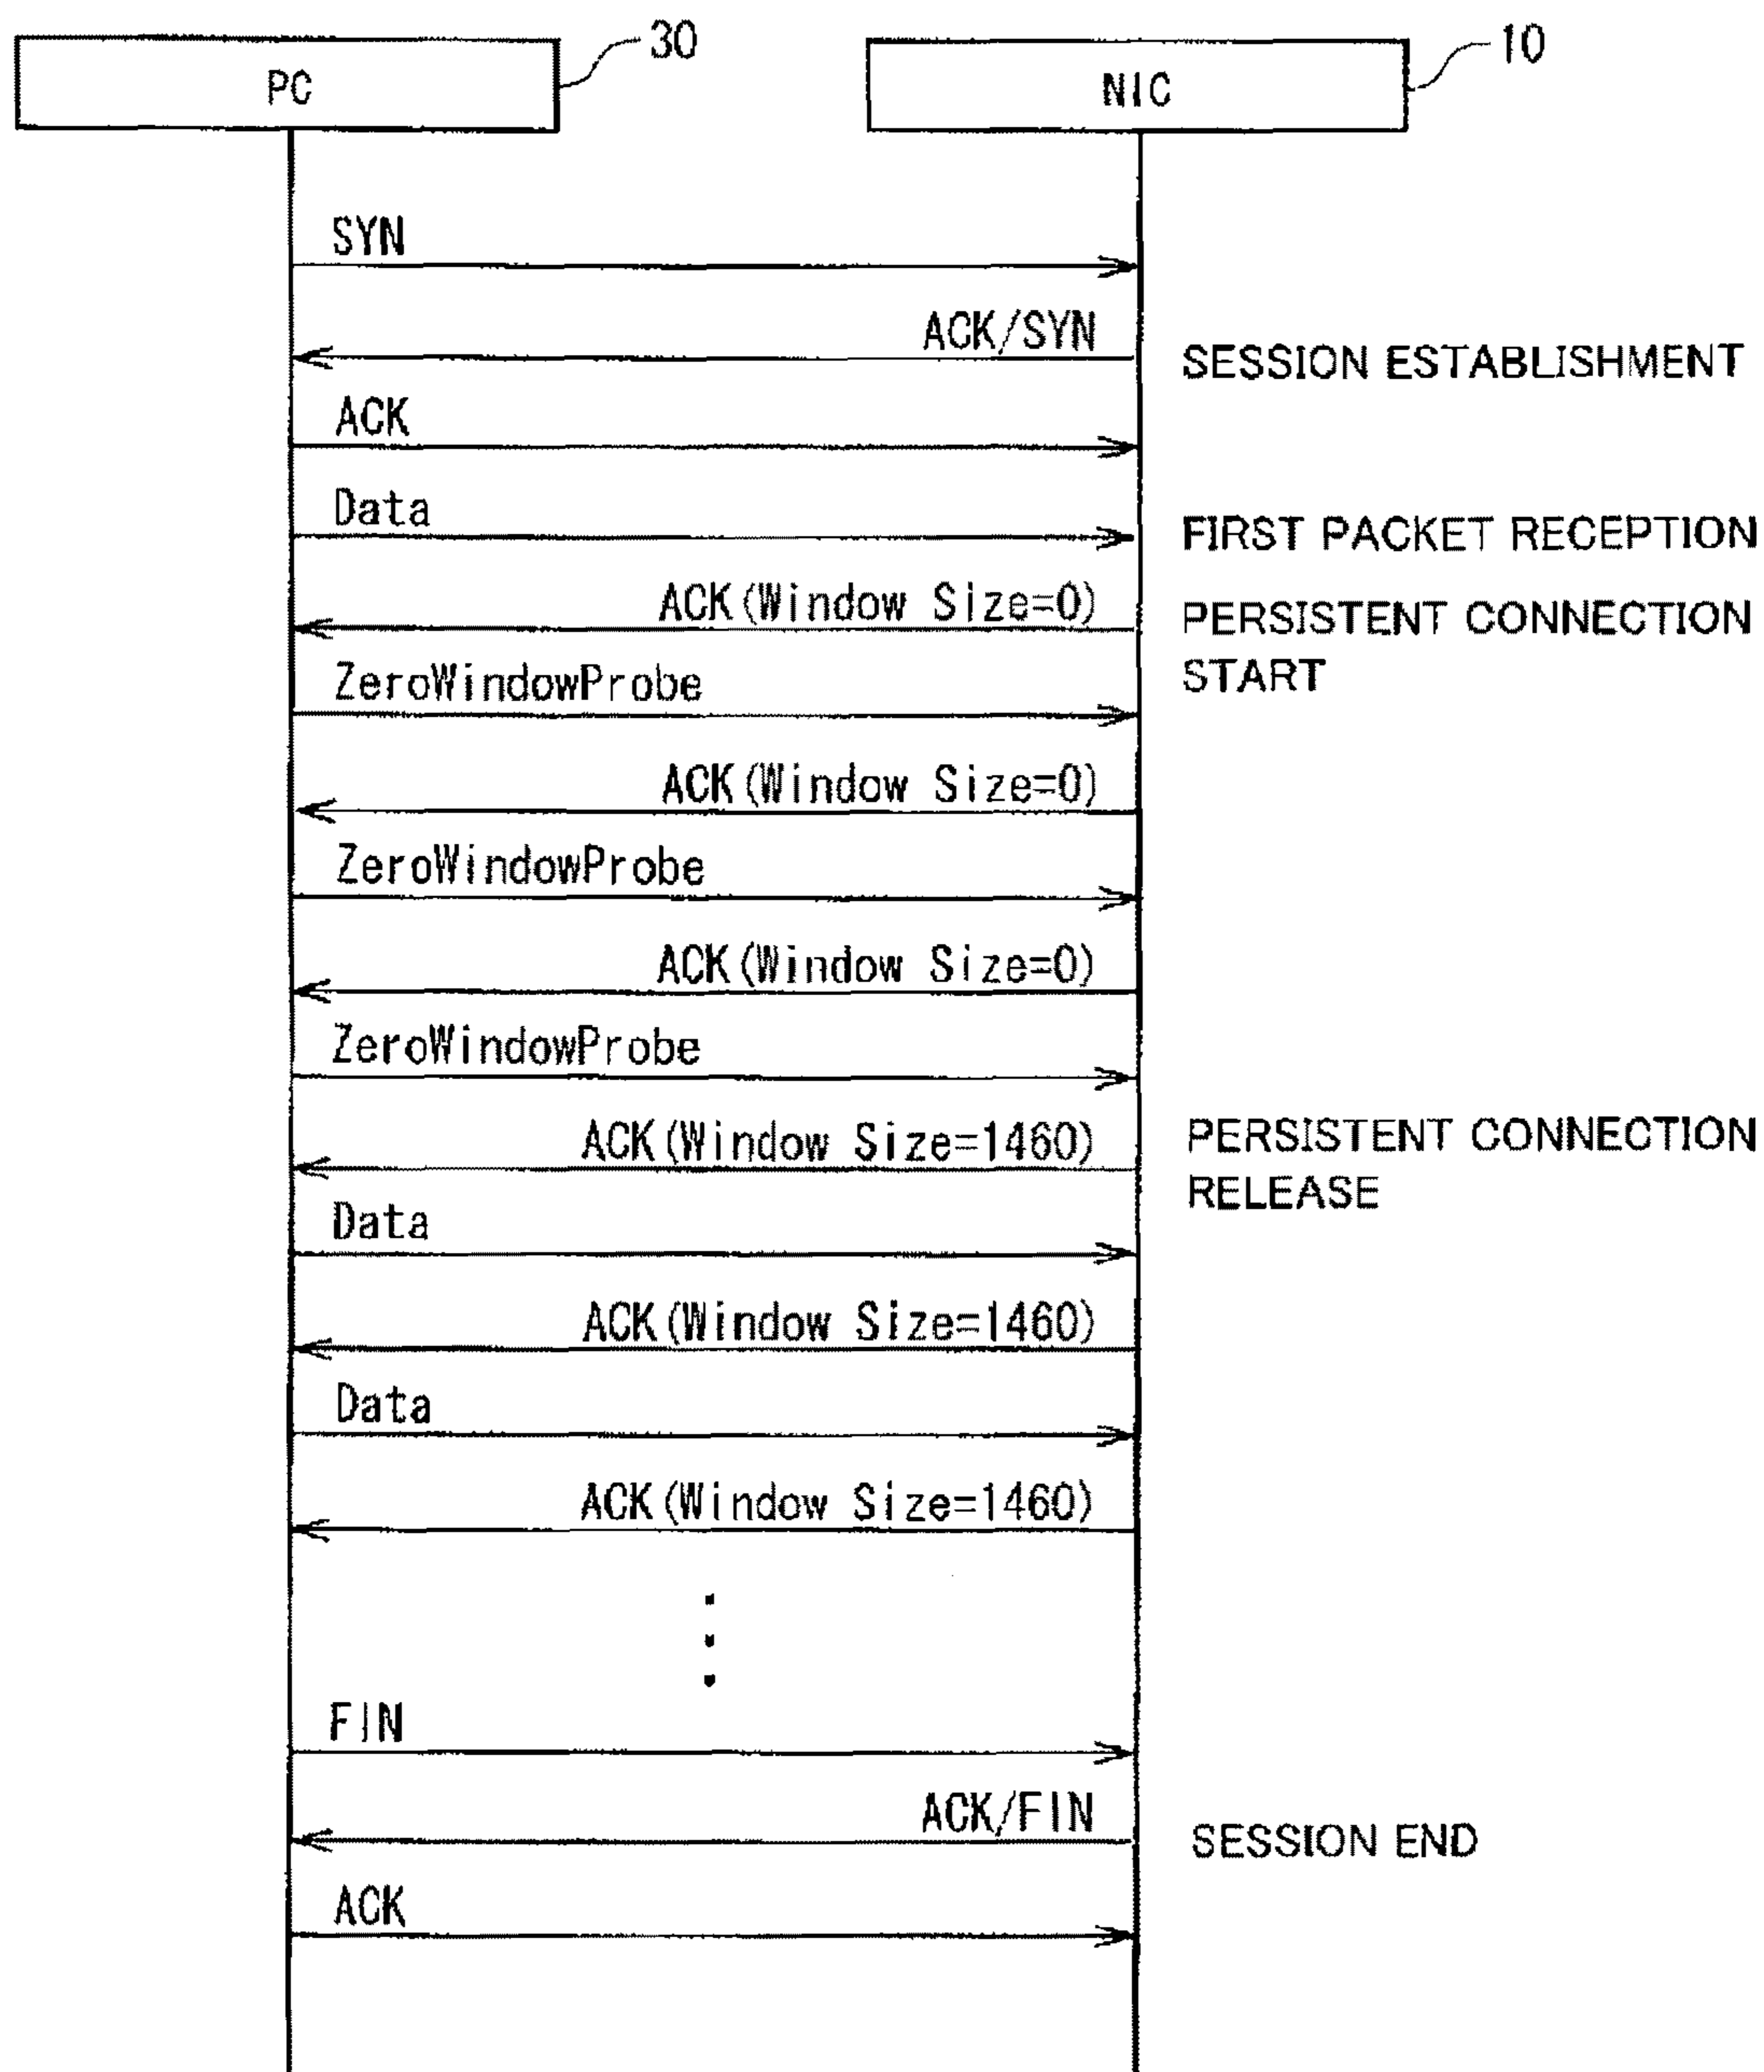 30
10
PC
NIC
SYN
ACK/SYN
SESSION ESTABLISHMENT
ACK
Data
FIRST PACKET RECEPTION
ACK(Window Size=0)
PERSISTENT CONNECTION
START
ZeroWindowProbe
ACK(Window Size=0)
ZeroWindowProbe
ACK(Window Size=0)
ZeroWindowProbe
ACK(Window Size=1460)
PERSISTENT CONNECTION
RELEASE
Data
ACK(Window Size=1460)
Data
ACK(Window Size=1460)
FIN
ACK/FIN
SESSION END
ACK